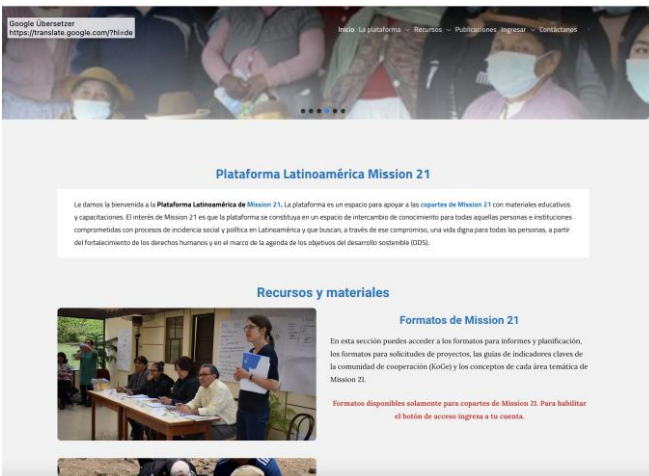 Google Übersetzer
https://translate.google.com/?hl=de
Inicio La plataforma Recursos Publicaciones Ingresar Contáctanos
Plataforma Latinoamérica Mission 21
Le damos la bienvenida a la Plataforma Latinoamérica de Mission 21. La plataforma es un espacio para apoyar a las copartes de Mission 21 con materiales educativos
y capacitaciones. El interés de Mission 21 es que la plataforma se constituya en un espacio de intercambio de conocimiento para todas aquellas personas e instituciones
comprometidas con procesos de incidencia social y política en Latinoamérica y que buscan, a través de ese compromiso, una vida digna para todas las personas, a partir
del fortalecimiento de los derechos humanos y en el marco de la agenda de los objetivos del desarrollo sostenible (ODS).
Recursos y materiales
Formatos de Mission 21
En esta sección puedes acceder a los formatos para informes y planificación,
los formatos para solicitudes de proyectos, las guías de indicadores claves de
la comunidad de cooperación (KoGe) y los conceptos de cada área temática de
Mission 21.
Formatos disponibles solamente para copartes de Mission 21. Para habilitar
el botón de acceso ingresa a tu cuenta.